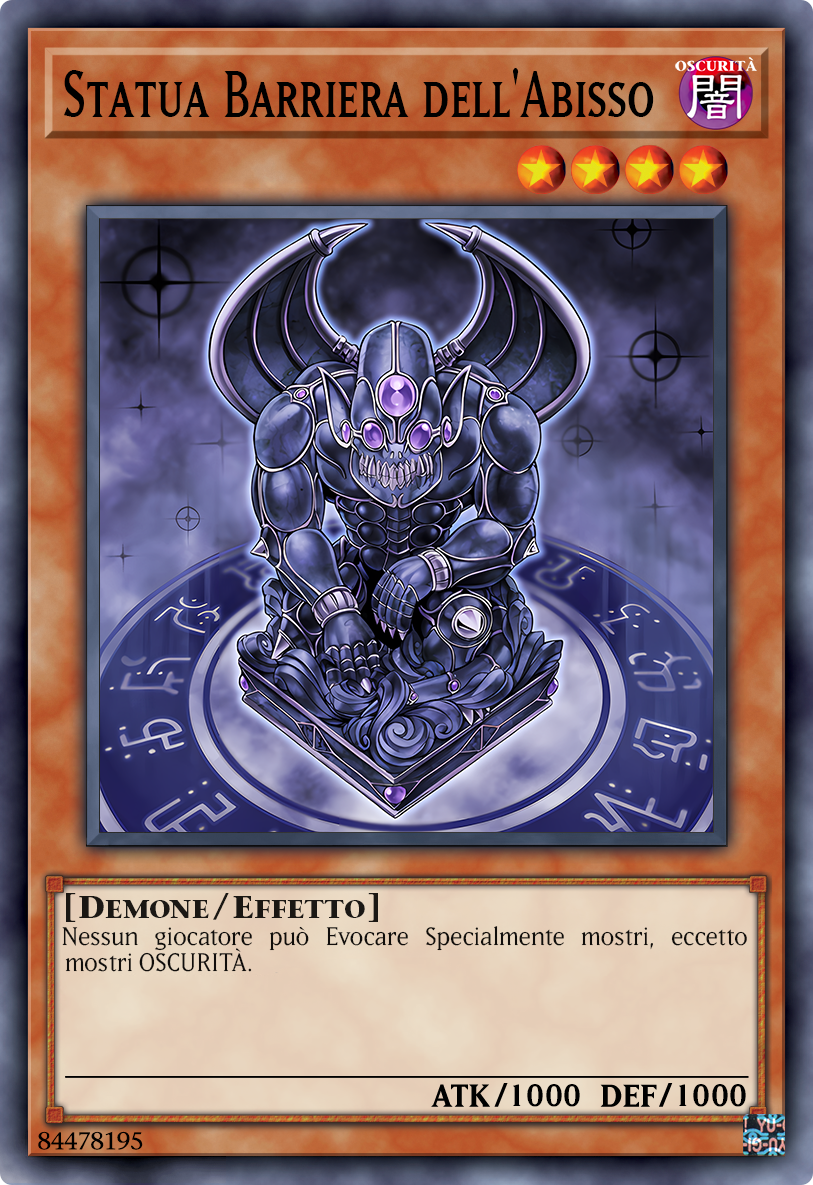 Statua Barriera dell'Abisso
OSCURITÀ
闇
[Demone/Effetto]
Nessun giocatore può Evocare Specialmente mostri, eccetto
mostri OSCURITÀ.
ATK/1000 DEF/1000
84478195